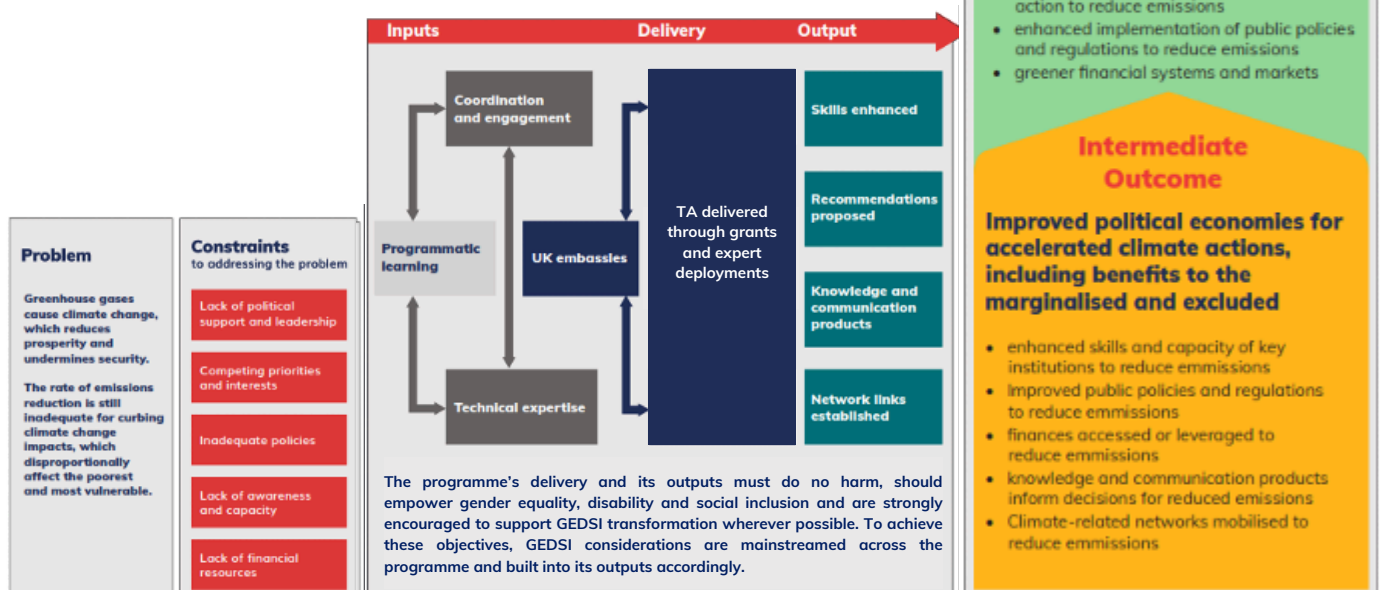 Problem
Greenhouse gases
cause climate change,
which reduces
prosperity and
undermines security.
The rate of emissions
reduction is still
inadequate for curbing
climate change
impacts, which
disproportionally
affect the poorest
and most vulnerable.
Constraints
to addressing the problem
Lack of political
support and leadership
Competing priorities
and interests
Inadequate policies
Lack of awareness
and capacity
Lack of financial
resources
Inputs
Delivery
Output
Coordination
and engagement
Programmatic
learning
UK embassies
Technical expertise
TA delivered
through grants
and expert
deployments
Skills enhanced
Recommendations
proposed
Knowledge and
communication
products
Network links
established
The programme's delivery and its outputs must do no harm, should
empower gender equality, disability and social inclusion and are strongly
encouraged to support GEDSI transformation wherever possible. To achieve
these objectives, GEDSI considerations are mainstreamed across the
programme and built into its outputs accordingly.
action to reduce emissions
• enhanced implementation of public policies
and regulations to reduce emissions
• greener financial systems and markets
Intermediate
Outcome
Improved political economies for
accelerated climate actions,
including benefits to the
marginalised and excluded
• enhanced skills and capacity of key
institutions to reduce emmissions
• Improved public policies and regulations
to reduce emmissions
• finances accessed or leveraged to
reduce emmissions
• knowledge and communication products
inform decisions for reduced emissions
• Climate-related networks mobilised to
reduce emmissions